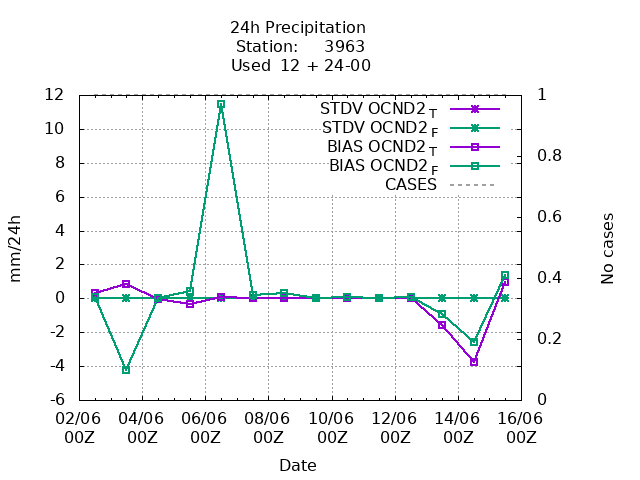 24h Precipitation
Station: 3963
Used 12 + 24-00
12
10
8
6
4
2
0
-2
-4
-6
mm/24h
1
0.8
0.6
0.4
0.2
0
No cases
STDV OCND2 T
STDV OCND2 F
BIAS OCND2 T
BIAS OCND2 F
CASES
02/06 04/06 06/06 08/06 10/06 12/06 14/06 16/06
00Z 00Z 00Z 00Z 00Z 00Z 00Z 00Z
Date